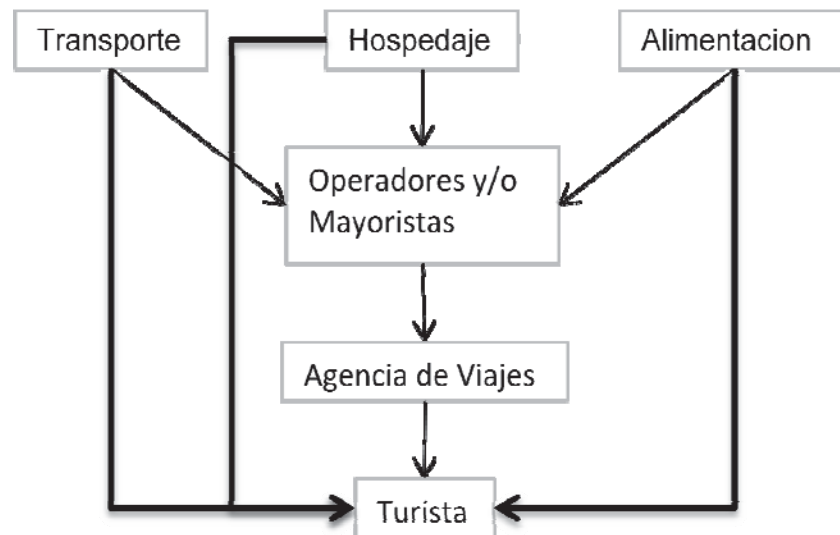 Transporte
Hospedaje
Alimentacion
Operadores y/o
Mayoristas
Agencia de Viajes
Turista